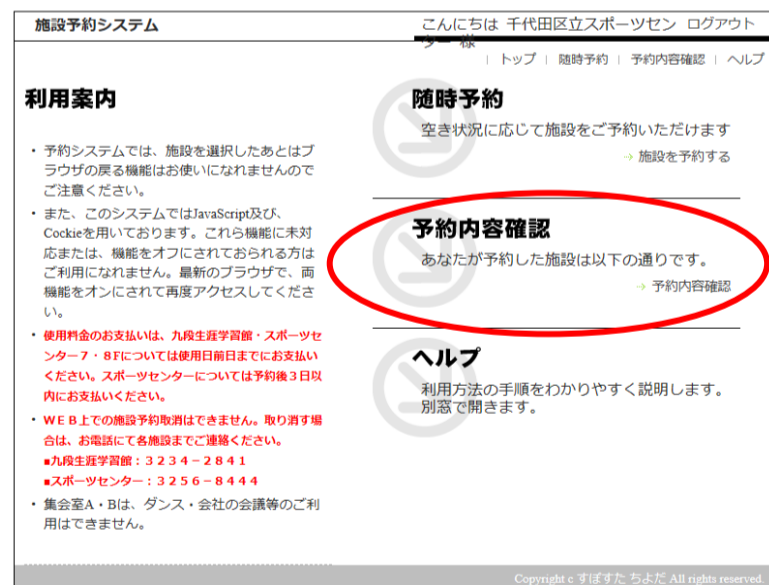 施設予約システム
こんにちは 千代田区立スポーツセン ログアウト
ター 様
| トップ | 随時予約 | 予約内容確認 | ヘルプ
利用案内
・ 予約システムでは、施設を選択したあとはブ
ラウザの戻る機能はお使いになれませんので
ご注意ください。
・ また、このシステムではJavaScript及び、
Cockieを用いております。これら機能に未対
応または、機能をオフにされておられる方は
ご利用になれません。最新のブラウザで、両
機能をオンにされて再度アクセスしてくださ
い。
・ 使用料金のお支払いは、九段生涯学習館・スポーツセ
ンター７・８Fについては使用日前日までにお支払い
ください。スポーツセンターについては予約後３日以
内にお支払いください。
・ ＷＥＢ上での施設予約取消はできません。取り消す場
合は、お電話にて各施設までご連絡ください。
■九段生涯学習館：３２３４－２８４１
■スポーツセンター：３２５６－８４４４
・ 集会室A・Bは、ダンス・会社の会議等のご利
用はできません。
随時予約
空き状況に応じて施設をご予約いただけます
→ 施設を予約する
予約内容確認
あなたが予約した施設は以下の通りです。
→ 予約内容確認
ヘルプ
利用方法の手順をわかりやすく説明します。
別窓で開きます。
Copyright c すぽすた ちよだ All rights reserved.